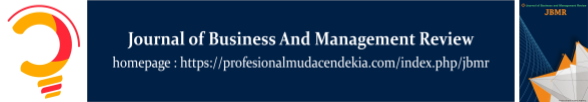 Journal of Business And Management Review
homepage : https://profesionalmudacendekia.com/index.php/jbmr
JBMR